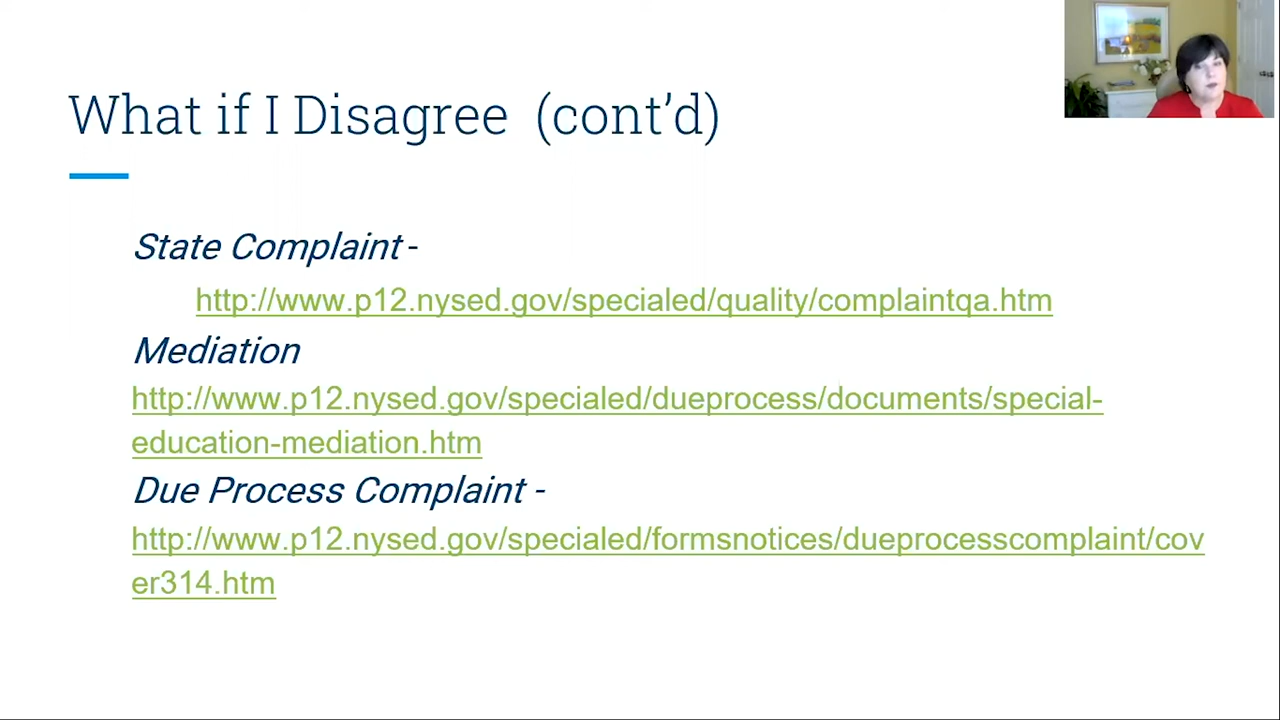 What if I Disagree (cont'd)
State Complaint -
http://www.p12.nysed.gov/specialed/quality/complaintqa.htm
Mediation
http://www.p12.nysed.gov/specialed/dueprocess/documents/special-
education-mediation.htm
Due Process Complaint -
http://www.p12.nysed.gov/specialed/formsnotices/dueprocesscomplaint/cov
er314.htm